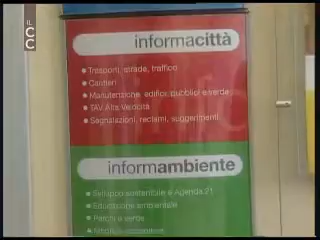 informacittà
Trasporti, strade, traffico
Cantieri
Manutenzione, edifici pubblici e verde
TAV Alta Velocità
Segnalazioni, reclami, suggerimenti
informambiente
Sviluppo sostenibile e Agenda 21
Educazione ambientale
Parchi e verde